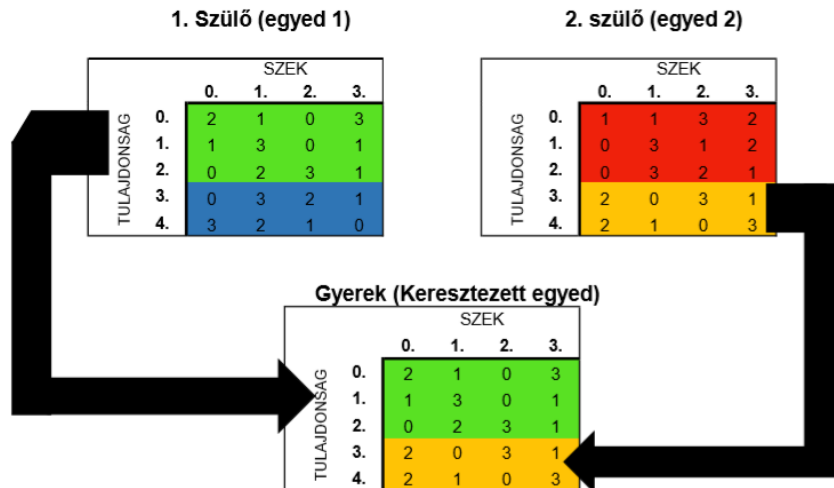 1. Szülő (egyed 1)
SZEK
0. 1. 2. 3.
TULAJDONSAG
0. 2 1 0 3
1. 1 3 0 1
2. 0 2 3 1
3. 0 3 2 1
4. 3 2 1 0
2. szülő (egyed 2)
SZEK
0. 1. 2. 3.
TULAJDONSAG
0. 1 1 3 2
1. 0 3 1 2
2. 0 3 2 1
3. 2 0 3 1
4. 2 1 0 3
Gyerek (Keresztezett egyed)
SZEK
0. 1. 2. 3.
TULAJDONSAG
0. 2 1 0 3
1. 1 3 0 1
2. 0 2 3 1
3. 2 0 3 1
4. 2 1 0 3